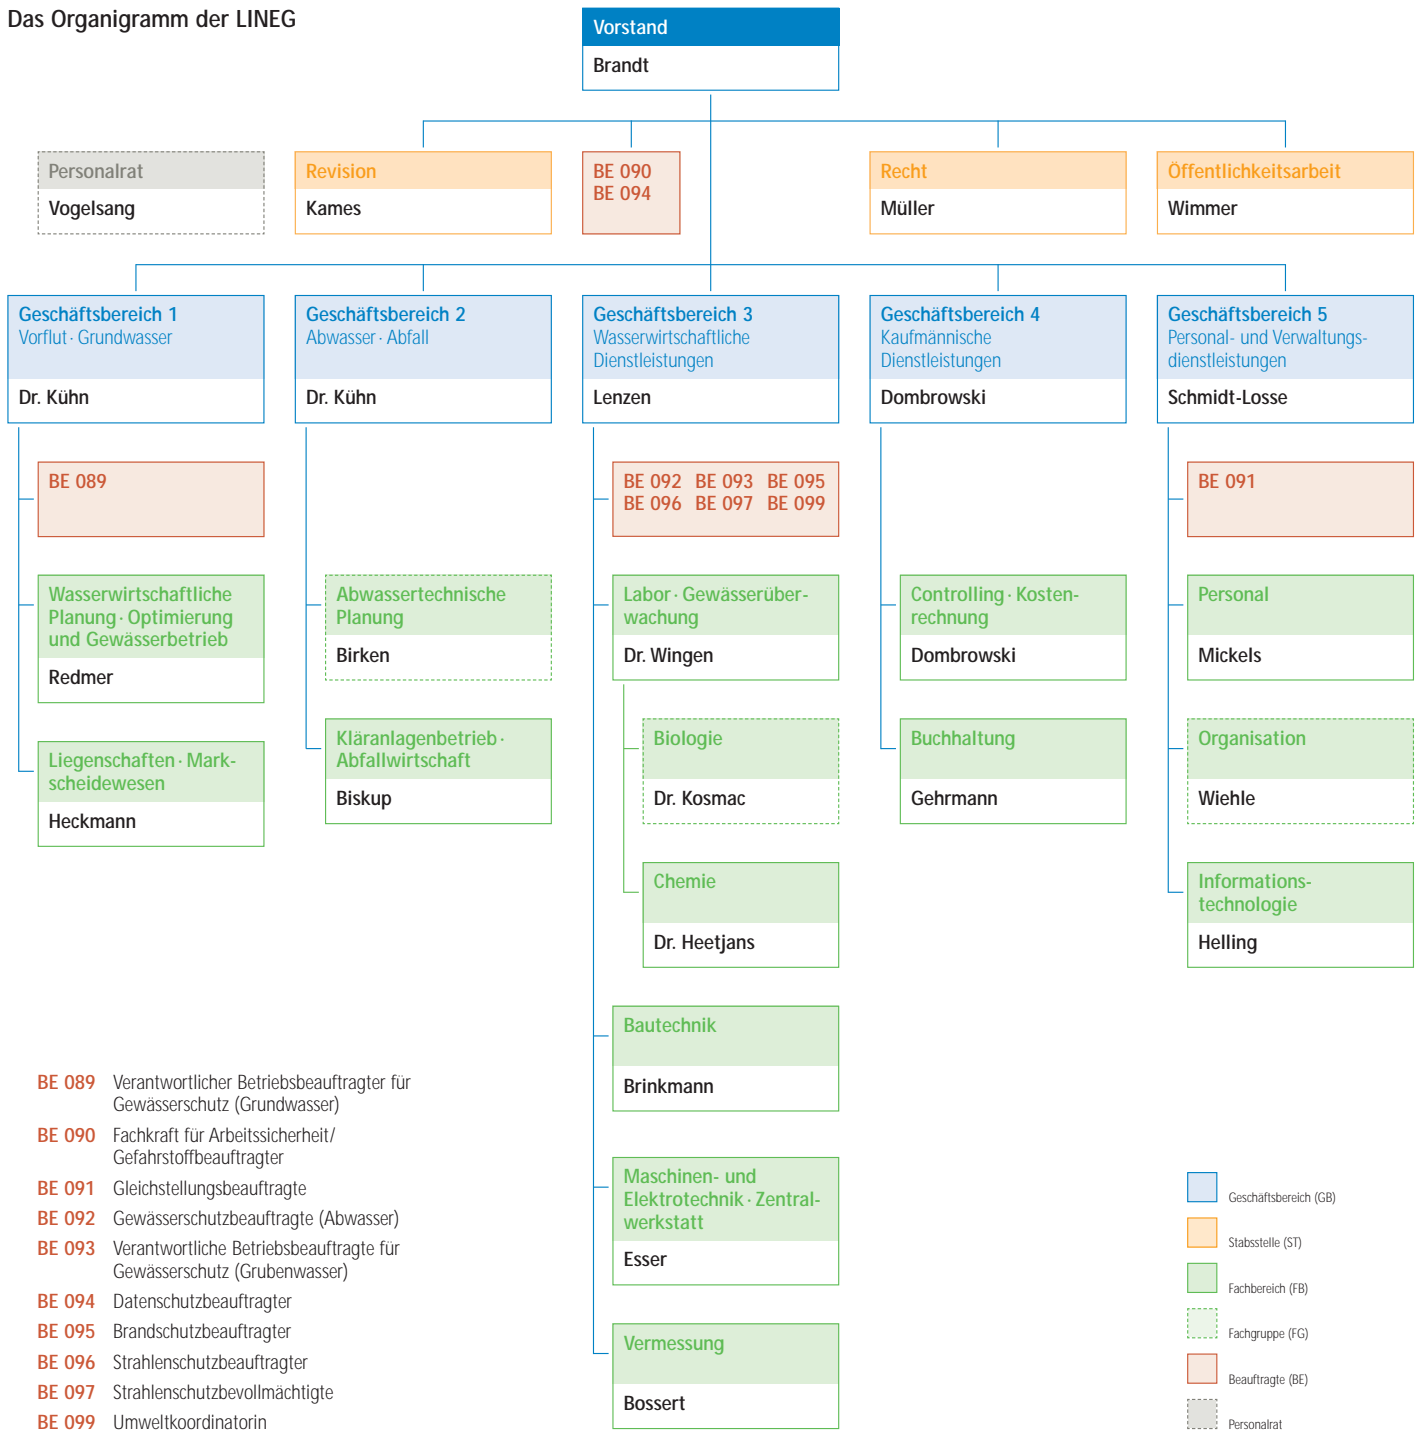 Das Organigramm der LINEG
Vorstand
Brandt
Personalrat
Vogelsang
Revision
Kames
BE 090
BE 094
Recht
Müller
Öffentlichkeitsarbeit
Wimmer
Geschäftsbereich 1
Vorflut · Grundwasser
Dr. Kühn
Geschäftsbereich 2
Abwasser · Abfall
Dr. Kühn
Geschäftsbereich 3
Wasserwirtschaftliche
Dienstleistungen
Lenzen
Geschäftsbereich 4
Kaufmännische
Dienstleistungen
Dombrowski
Geschäftsbereich 5
Personal- und Verwaltungs-
dienstleistungen
Schmidt-Losse
BE 089
Wasserwirtschaftliche
Planung · Optimierung
und Gewässerbetrieb
Redmer
Liegenschaften · Mark-
scheidewesen
Heckmann
Abwassertechnische
Planung
Birken
Kläranlagenbetrieb ·
Abfallwirtschaft
Biskup
BE 092 BE 093 BE 095
BE 096 BE 097 BE 099
Labor · Gewässerüber-
wachung
Dr. Wingen
Biologie
Dr. Kosmac
Chemie
Dr. Heetjans
Bautechnik
Brinkmann
Maschinen- und
Elektrotechnik · Zentral-
werkstatt
Esser
Vermessung
Bossert
Controlling · Kosten-
rechnung
Dombrowski
Buchhaltung
Gehrmann
BE 091
Personal
Mickels
Organisation
Wiehle
Informations-
technologie
Helling
BE 089 Verantwortlicher Betriebsbeauftragter für
Gewässerschutz (Grundwasser)
BE 090 Fachkraft für Arbeitssicherheit/
Gefahrstoffbeauftragter
BE 091 Gleichstellungsbeauftragte
BE 092 Gewässerschutzbeauftragte (Abwasser)
BE 093 Verantwortliche Betriebsbeauftragte für
Gewässerschutz (Grubenwasser)
BE 094 Datenschutzbeauftragter
BE 095 Brandschutzbeauftragter
BE 096 Strahlenschutzbeauftragter
BE 097 Strahlenschutzbevollmächtigte
BE 099 Umweltkoordinatorin
Geschäftsbereich (GB)
Stabsstelle (ST)
Fachbereich (FB)
Fachgruppe (FG)
Beauftragte (BE)
Personalrat